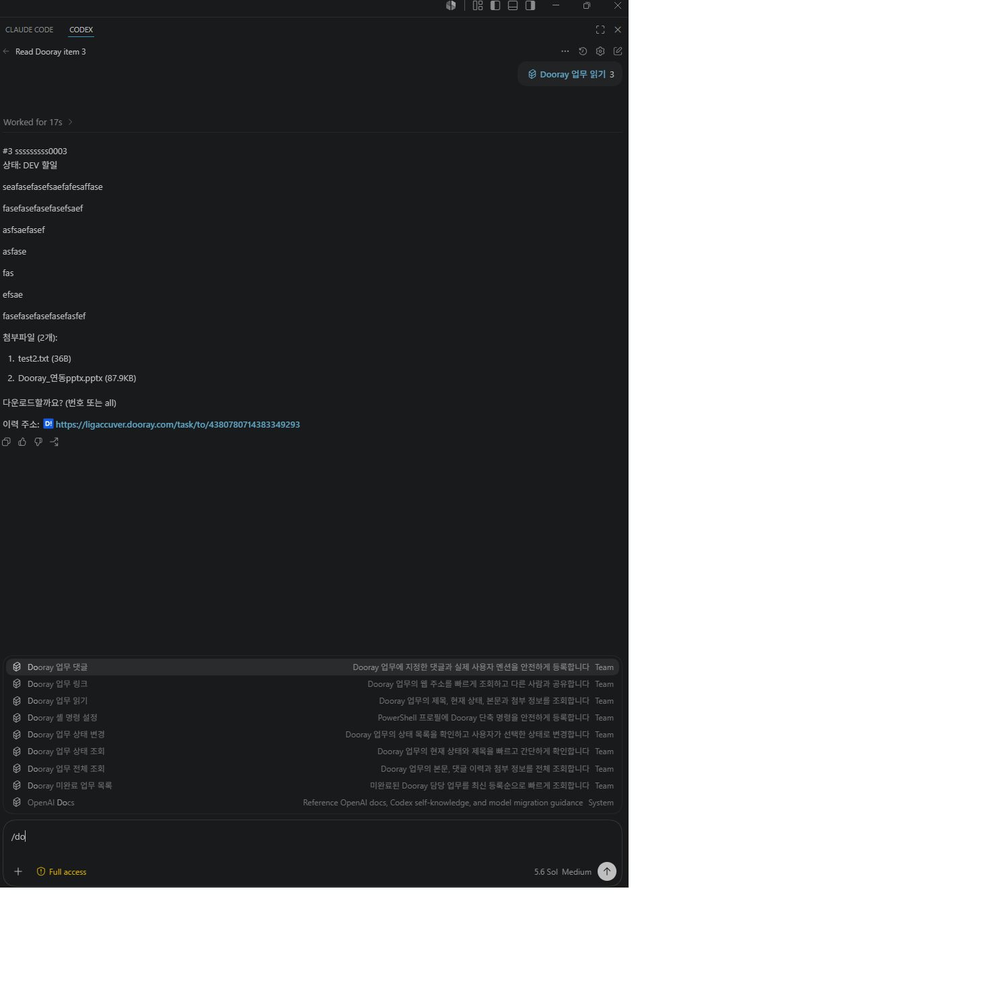 CLAUDE CODE CODEX
Read Dooray item 3
Dooray 업무 읽기 3
Worked for 17s
#3 sssssssss0003
상태: DEV 할일
seafasefasefsaefafesaffase
fasefasefasefasefsaef
asfsaefasef
asfase
fas
efsae
fasefasefasefasefasfef
첨부파일 (2개):
1. test2.txt (36B)
2. Dooray_연동pptx.pptx (87.9KB)
다운로드할까요? (번호 또는 all)
이력 주소: D! https://ligaccuver.dooray.com/task/to/4380780714383349293
Dooray 업무 댓글 Dooray 업무에 지정한 댓글과 실제 사용자 멘션을 안전하게 등록합니다 Team
Dooray 업무 링크 Dooray 업무의 웹 주소를 빠르게 조회하고 다른 사람과 공유합니다 Team
Dooray 업무 읽기 Dooray 업무의 제목, 현재 상태, 본문과 첨부 정보를 조회합니다 Team
Dooray 셸 명령 설정 PowerShell 프로필에 Dooray 단축 명령을 안전하게 등록합니다 Team
Dooray 업무 상태 변경 Dooray 업무의 상태 목록을 확인하고 사용자가 선택한 상태로 변경합니다 Team
Dooray 업무 상태 조회 Dooray 업무의 현재 상태와 제목을 빠르고 간단하게 확인합니다 Team
Dooray 업무 전체 조회 Dooray 업무의 본문, 댓글 이력과 첨부 정보를 전체 조회합니다 Team
Dooray 미완료 업무 목록 미완료된 Dooray 담당 업무를 최신 등록순으로 빠르게 조회합니다 Team
OpenAI Docs Reference OpenAI docs, Codex self-knowledge, and model migration guidance System
/do
Full access 5.6 Sol Medium